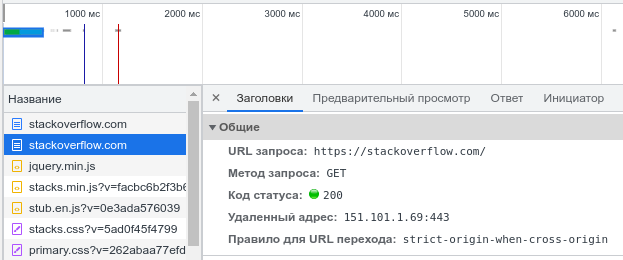 1000 мс 2000 мс 3000 мс 4000 мс 5000 мс 6000 мс
Название
stackoverflow.com
stackoverflow.com
jquery.min.js
stacks.min.js?v=facbc6b2f3b6
stub.en.js?v=0e3ada576039
stacks.css?v=5ad0f45f4799
primary.css?v=262abaa77efd
Заголовки Предварительный просмотр Ответ Инициатор
Общие
URL запроса: https://stackoverflow.com/
Метод запроса: GET
Код статуса: 200
Удаленный адрес: 151.101.1.69:443
Правило для URL перехода: strict-origin-when-cross-origin